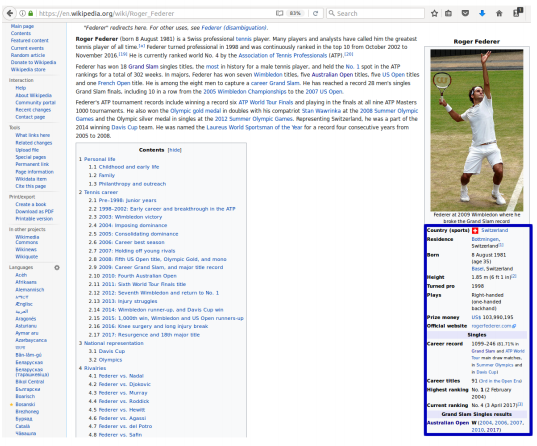 https://en.wikipedia.org/wiki/Roger_Federer
83%
Search
Main page
Contents
Featured content
Current events
Random article
Donate to Wikipedia
Wikipedia store
Interaction
Help
About Wikipedia
Community portal
Recent changes
Contact page
Tools
What links here
Related changes
Upload file
Special pages
Permanent link
Page information
Wikidata item
Cite this page
Print/export
Create a book
Download as PDF
Printable version
In other projects
Wikimedia
Commons
Wikinews
Wikiquote
Languages
Aceh
Afrikaans
Alemannisch
አማርኛ
Ænglisc
العربية
Aragonés
Asturianu
Aymar aru
Azərbaycanca
বাংলা
Bân-lâm-gú
Беларуская
Беларуская
(тарашкевіца)
Bikol Central
Български
Boarisch
Bosanski
Brezhoneg
Буряад
Català
Чӑвашла
"Federer" redirects here. For other uses, see Federer (disambiguation).
Roger Federer (born 8 August 1981) is a Swiss professional tennis player. Many players and analysts have called him the greatest
tennis player of all time.[4] Federer turned professional in 1998 and was continuously ranked in the top 10 from October 2002 to
November 2016.[19] He is currently ranked world No. 4 by the Association of Tennis Professionals (ATP).[20]
Federer has won 18 Grand Slam singles titles, the most in history for a male tennis player, and held the No. 1 spot in the ATP
rankings for a total of 302 weeks. In majors, Federer has won seven Wimbledon titles, five Australian Open titles, five US Open titles
and one French Open title. He is among the eight men to capture a career Grand Slam. He has reached a record 28 men's singles
Grand Slam finals, including 10 in a row from the 2005 Wimbledon Championships to the 2007 US Open.
Federer's ATP tournament records include winning a record six ATP World Tour Finals and playing in the finals at all nine ATP Masters
1000 tournaments. He also won the Olympic gold medal in doubles with his compatriot Stan Wawrinka at the 2008 Summer Olympic
Games and the Olympic silver medal in singles at the 2012 Summer Olympic Games. Representing Switzerland, he was a part of the
2014 winning Davis Cup team. He was named the Laureus World Sportsman of the Year for a record four consecutive years from
2005 to 2008.
Contents [hide]
1 Personal life
1.1 Childhood and early life
1.2 Family
1.3 Philanthropy and outreach
2 Tennis career
2.1 Pre–1998: Junior years
2.2 1998–2002: Early career and breakthrough in the ATP
2.3 2003: Wimbledon victory
2.4 2004: Imposing dominance
2.5 2005: Consolidating dominance
2.6 2006: Career best season
2.7 2007: Holding off young rivals
2.8 2008: Fifth US Open title, Olympic Gold, and mono
2.9 2009: Career Grand Slam, and major title record
2.10 2010: Fourth Australian Open
2.11 2011: Sixth World Tour Finals title
2.12 2012: Seventh Wimbledon and return to No. 1
2.13 2013: Injury struggles
2.14 2014: Wimbledon runner-up, and Davis Cup win
2.15 2015: 1,000th win, Wimbledon and US Open runners-up
2.16 2016: Knee surgery and long injury break
2.17 2017: Resurgence and 18th major title
3 National representation
3.1 Davis Cup
3.2 Olympics
4 Rivalries
4.1 Federer vs. Nadal
4.2 Federer vs. Djokovic
4.3 Federer vs. Murray
4.4 Federer vs. Roddick
4.5 Federer vs. Hewitt
4.6 Federer vs. Agassi
4.7 Federer vs. del Potro
4.8 Federer vs. Safin
Roger Federer
Federer at 2009 Wimbledon where he
broke the Grand Slam record
Country (sports) Switzerland
Residence Bottmingen,
Switzerland[1]
Born 8 August 1981
(age 35)
Basel, Switzerland
Height 1.85 m (6 ft 1 in)[2]
Turned pro 1998
Plays Right-handed
(one-handed
backhand)
Prize money US$ 103,990,195
Official website rogerfederer.com
Singles
Career record 1099–246 (81.71% in
Grand Slam and ATP World
Tour main draw matches,
in Summer Olympics and
in Davis Cup)
Career titles 91 (3rd in the Open Era)
Highest ranking No. 1 (2 February
2004)
Current ranking No. 4 (3 April 2017)[3]
Grand Slam Singles results
Australian Open W (2004, 2006, 2007,
2010, 2017)